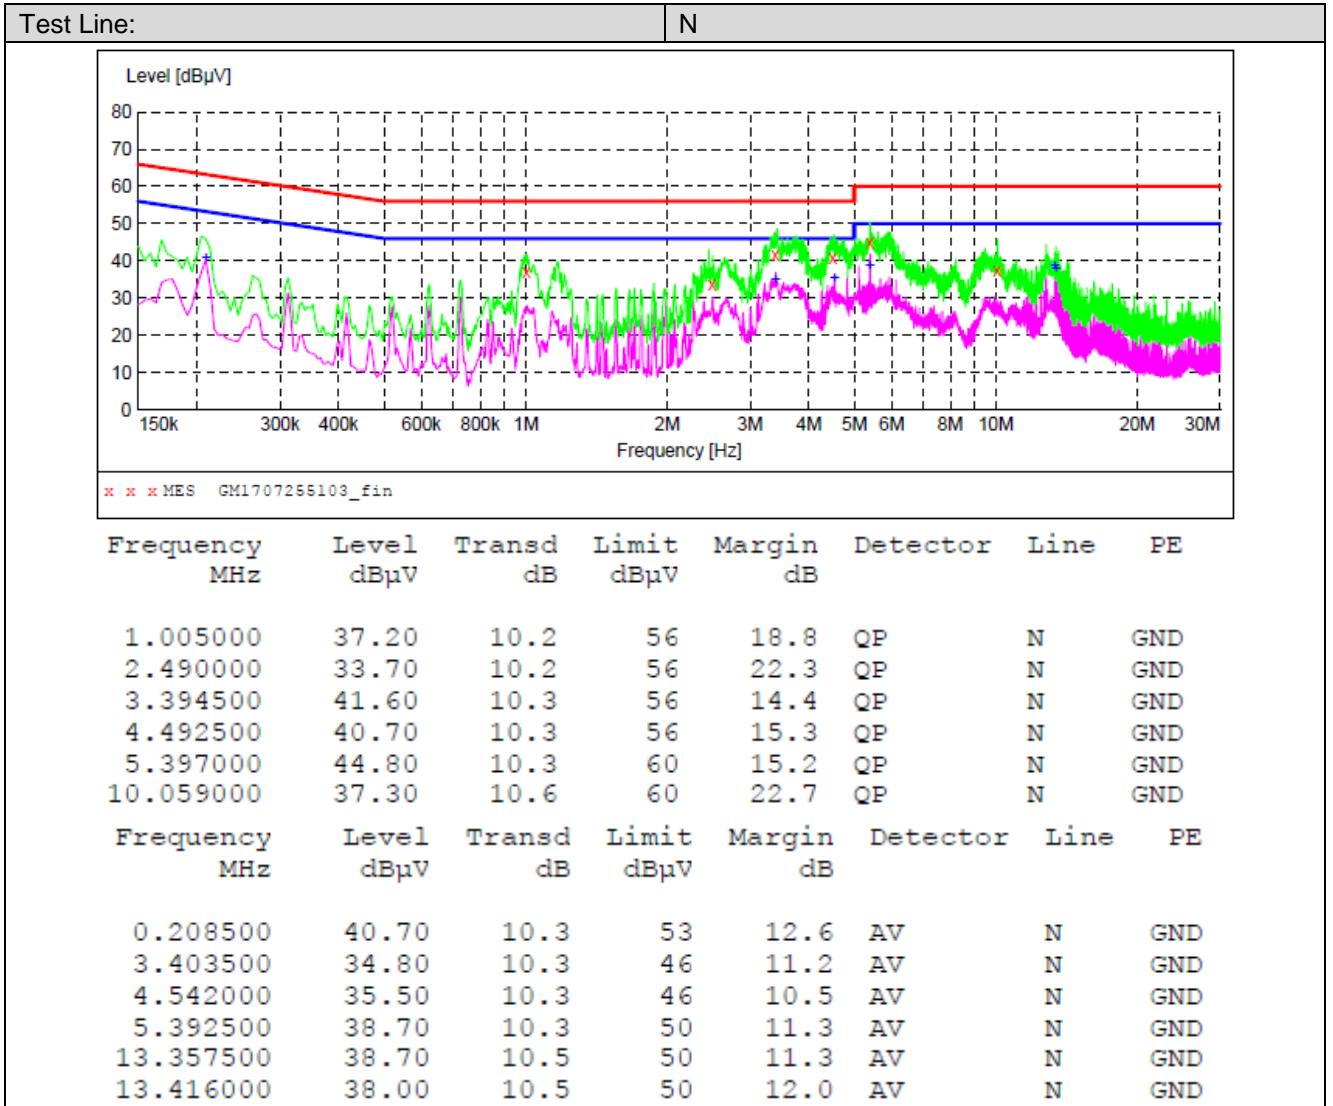 Test Line: N
Level [dBµV]
80
70
60
50
40
30
20
10
0
150k 300k 400k 600k 800k 1M 2M 3M 4M 5M 6M 8M 10M 20M 30M
Frequency [Hz]
x x x MES GM1707255103_fin
Frequency Level Transd Limit Margin Detector Line PE
MHz dBµV dB dBµV dB
1.005000 37.20 10.2 56 18.8 QP N GND
2.490000 33.70 10.2 56 22.3 QP N GND
3.394500 41.60 10.3 56 14.4 QP N GND
4.492500 40.70 10.3 56 15.3 QP N GND
5.397000 44.80 10.3 60 15.2 QP N GND
10.059000 37.30 10.6 60 22.7 QP N GND
Frequency Level Transd Limit Margin Detector Line PE
MHz dBµV dB dBµV dB
0.208500 40.70 10.3 53 12.6 AV N GND
3.403500 34.80 10.3 46 11.2 AV N GND
4.542000 35.50 10.3 46 10.5 AV N GND
5.392500 38.70 10.3 50 11.3 AV N GND
13.357500 38.70 10.5 50 11.3 AV N GND
13.416000 38.00 10.5 50 12.0 AV N GND